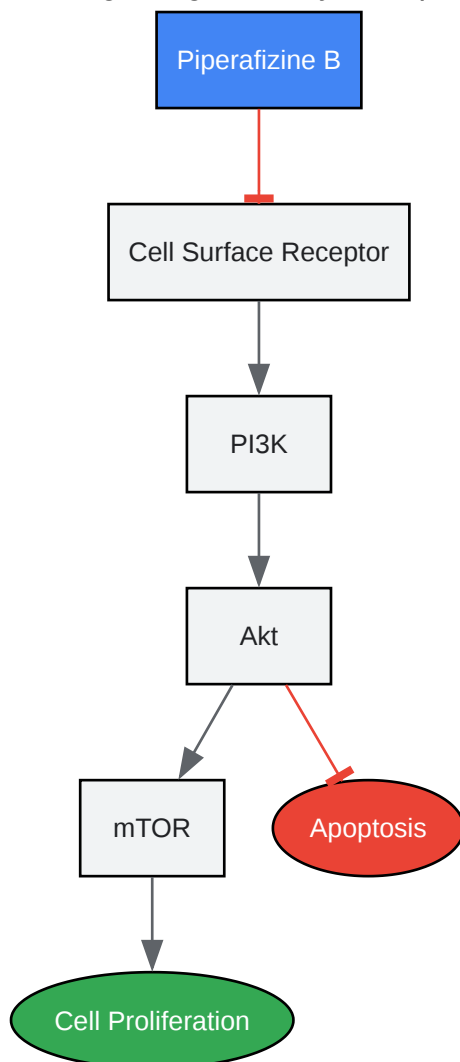 Piperafizine B
Cell Surface Receptor
PI3K
Akt
mTOR
Apoptosis
Cell Proliferation